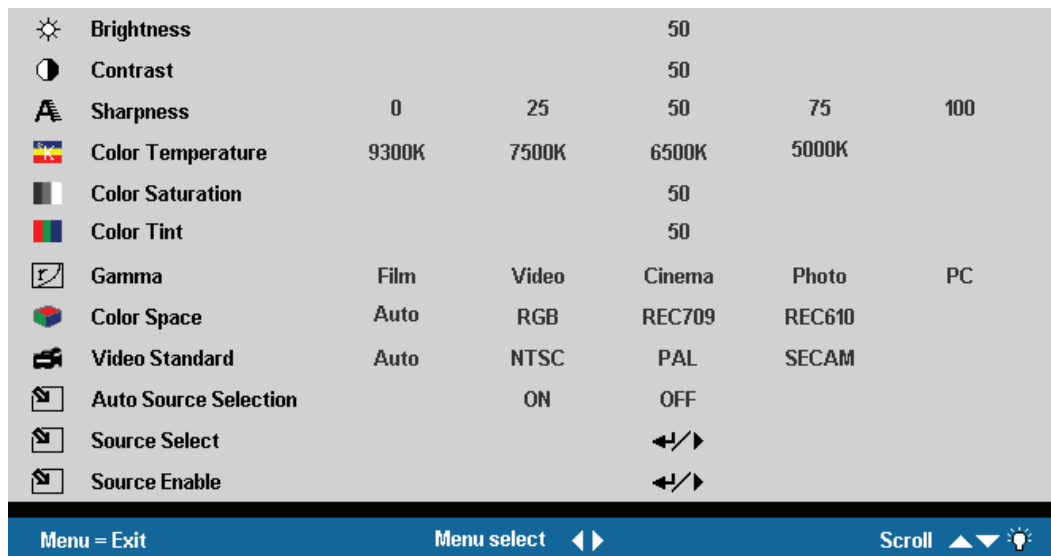 Brightness 50
Contrast 50
Sharpness 0 25 50 75 100
Color Temperature 9300K 7500K 6500K 5000K
Color Saturation 50
Color Tint 50
Gamma Film Video Cinema Photo PC
Color Space Auto RGB REC709 REC610
Video Standard Auto NTSC PAL SECAM
Auto Source Selection ON OFF
Source Select ↵/▶
Source Enable ↵/▶
Menu = Exit Menu select ◀▶ Scroll ▲▼